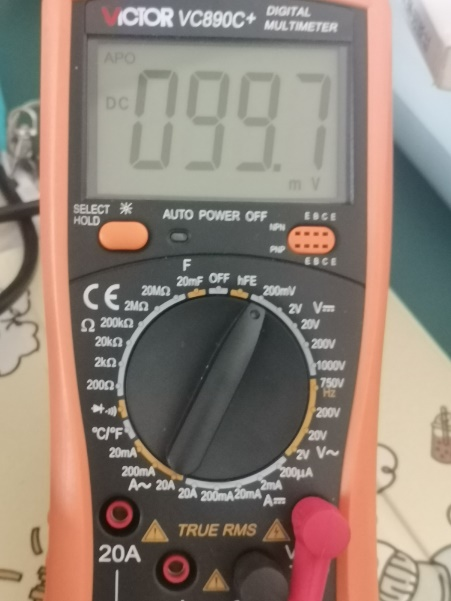 VICTOR VC890C+ DIGITAL MULTIMETER
APO
DC 099.7
mV
SELECT
HOLD
AUTO POWER OFF
NPN
PNP
E B C E
E B C E
F
20mF
OFF
hFE
200mV
2V
V⎓
20V
200V
1000V
750V
Hz
200V
20V
2V
V~
200μA
2mA
A⎓
20mA
200mA
20A
20A
A~
200mA
20mA
°C/°F
200Ω
2kΩ
20kΩ
200kΩ
Ω
2MΩ
20MΩ
CE
TRUE RMS
20A
V